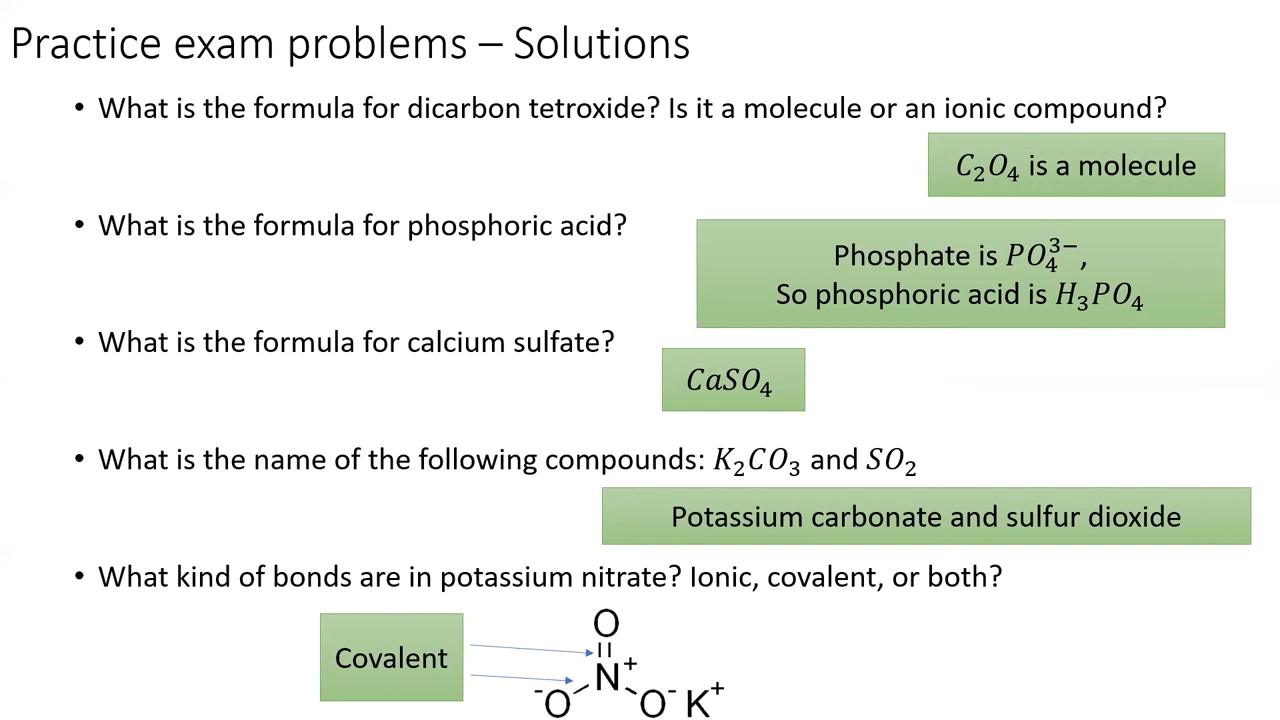 Practice exam problems – Solutions
• What is the formula for dicarbon tetroxide? Is it a molecule or an ionic compound?
C₂O₄ is a molecule
• What is the formula for phosphoric acid?
Phosphate is PO₄³⁻,
So phosphoric acid is H₃PO₄
• What is the formula for calcium sulfate?
CaSO₄
• What is the name of the following compounds: K₂CO₃ and SO₂
Potassium carbonate and sulfur dioxide
• What kind of bonds are in potassium nitrate? Ionic, covalent, or both?
O
Covalent
N⁺
⁻O O⁻ K⁺